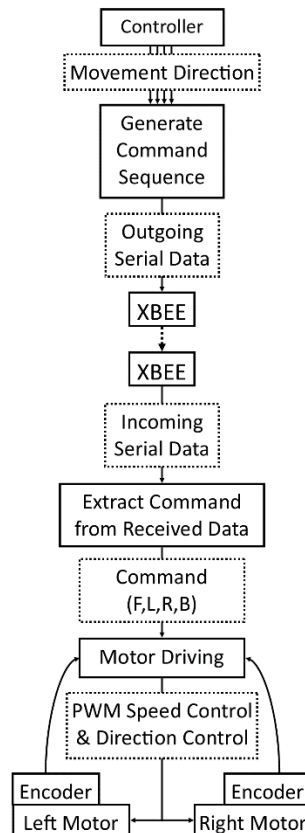 Controller
Movement Direction
Generate
Command
Sequence
Outgoing
Serial Data
XBEE
XBEE
Incoming
Serial Data
Extract Command
from Received Data
Command
(F,L,R,B)
Motor Driving
PWM Speed Control
& Direction Control
Encoder
Left Motor
Encoder
Right Motor